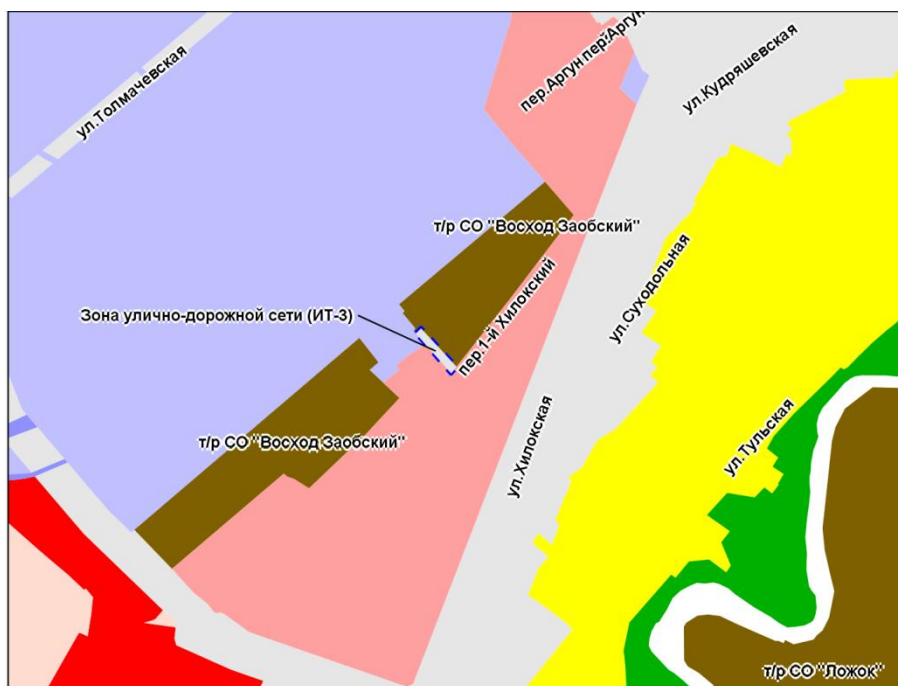 ул.Толмачевская
пер.Аргун
пер.Аргун
ул.Кудряшевская
т/р СО "Восход Заобский"
Зона улично-дорожной сети (ИТ-3)
пер.1-й Хилокский
ул.Суходольная
т/р СО "Восход Заобский"
ул.Хилокская
ул.Тульская
т/р СО "Ложок"